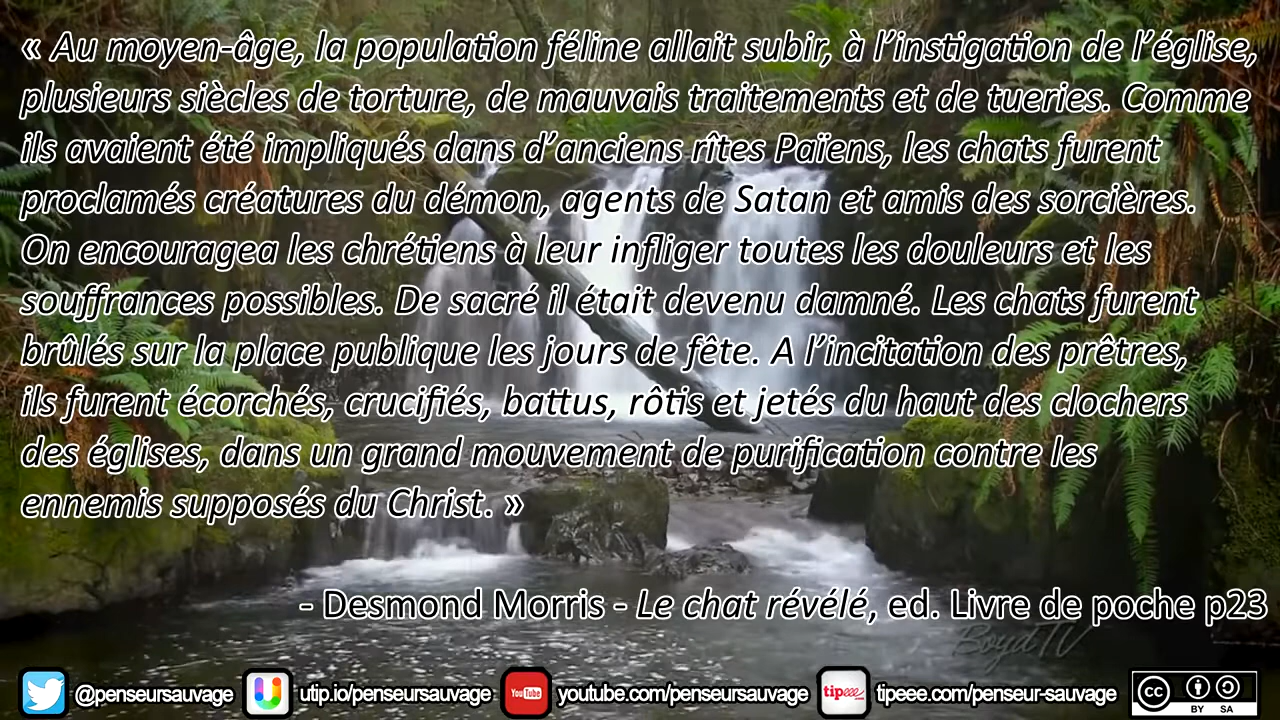 « Au moyen-âge, la population féline allait subir, à l’instigation de l’église,
plusieurs siècles de torture, de mauvais traitements et de tueries. Comme
ils avaient été impliqués dans d’anciens rîtes Païens, les chats furent
proclamés créatures du démon, agents de Satan et amis des sorcières.
On encouragea les chrétiens à leur infliger toutes les douleurs et les
souffrances possibles. De sacré il était devenu damné. Les chats furent
brûlés sur la place publique les jours de fête. A l’incitation des prêtres,
ils furent écorchés, crucifiés, battus, rôtis et jetés du haut des clochers
des églises, dans un grand mouvement de purification contre les
ennemis supposés du Christ. »
- Desmond Morris - Le chat révélé, ed. Livre de poche p23
BoydTV
@penseursauvage utip.io/penseursauvage YouTube youtube.com/penseursauvage tipeee tipeee.com/penseur-sauvage cc BY SA